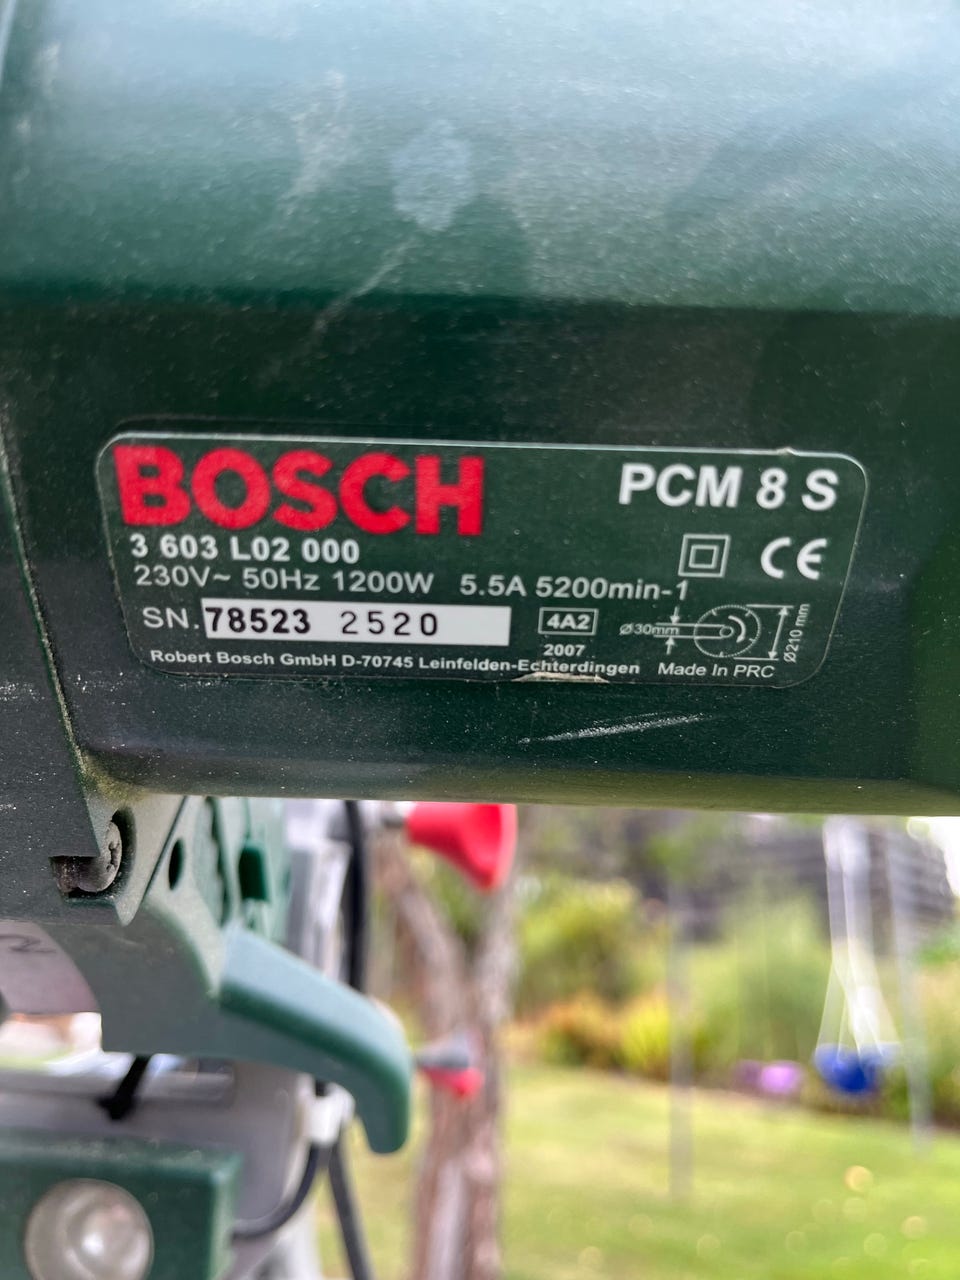 BOSCH
PCM 8 S
3 603 L02 000
CE
230V~ 50Hz 1200W 5.5A 5200min-1
SN. 78523 2520
4A2
2007
Ø30mm
Ø210 mm
Robert Bosch GmbH D-70745 Leinfelden-Echterdingen
Made In PRC